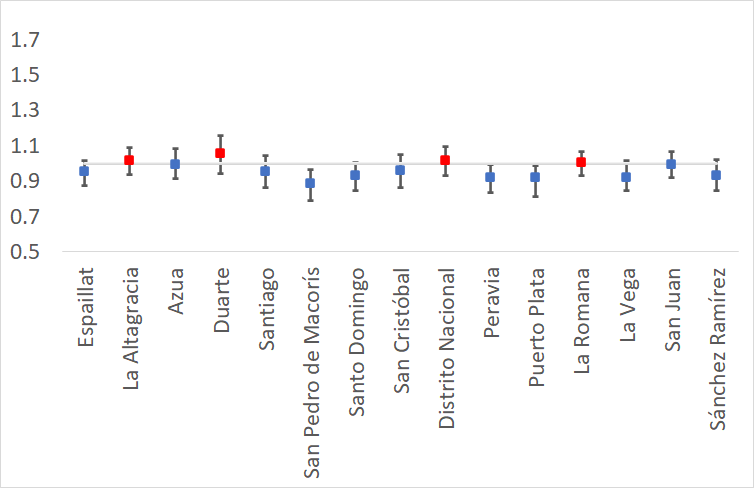 1.7
1.5
1.3
1.1
0.9
0.7
0.5
Espaillat
La Altagracia
Azua
Duarte
Santiago
San Pedro de Macorís
Santo Domingo
San Cristóbal
Distrito Nacional
Peravia
Puerto Plata
La Romana
La Vega
San Juan
Sánchez Ramírez